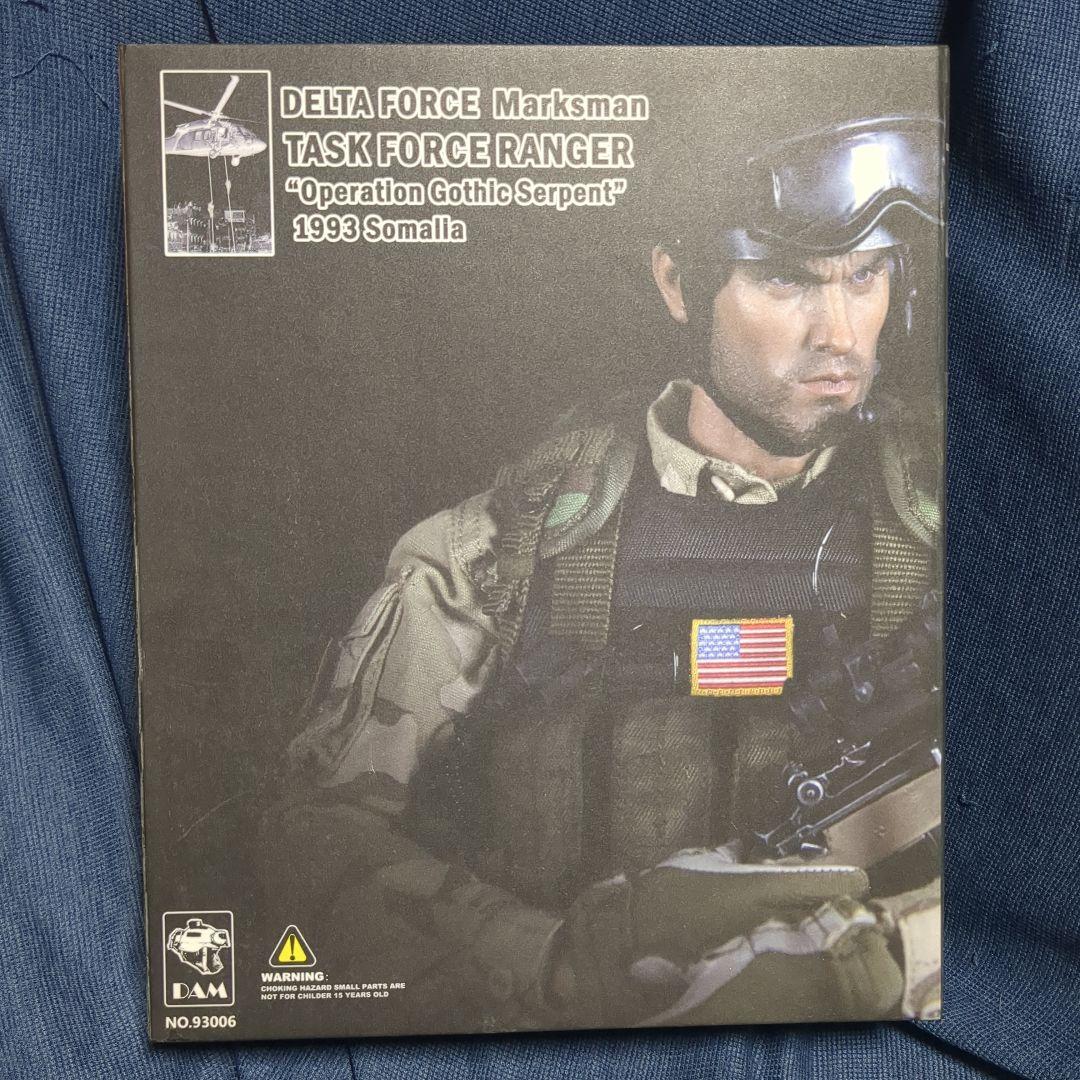 DELTA FORCE Marksman
TASK FORCE RANGER
“Operation Gothic Serpent”
1993 Somalia
DAM
NO.93006
WARNING:
CHOKING HAZARD SMALL PARTS ARE
NOT FOR CHILDER 15 YEARS OLD